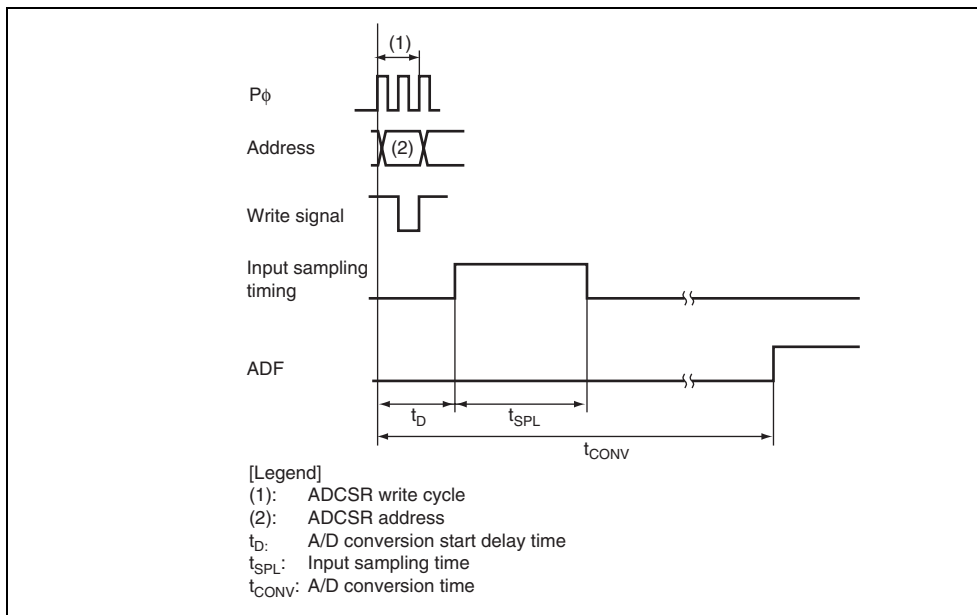 (1)
Pϕ
Address
(2)
Write signal
Input sampling
timing
ADF
tD
tSPL
tCONV
[Legend]
(1): ADCSR write cycle
(2): ADCSR address
tD: A/D conversion start delay time
tSPL: Input sampling time
tCONV: A/D conversion time